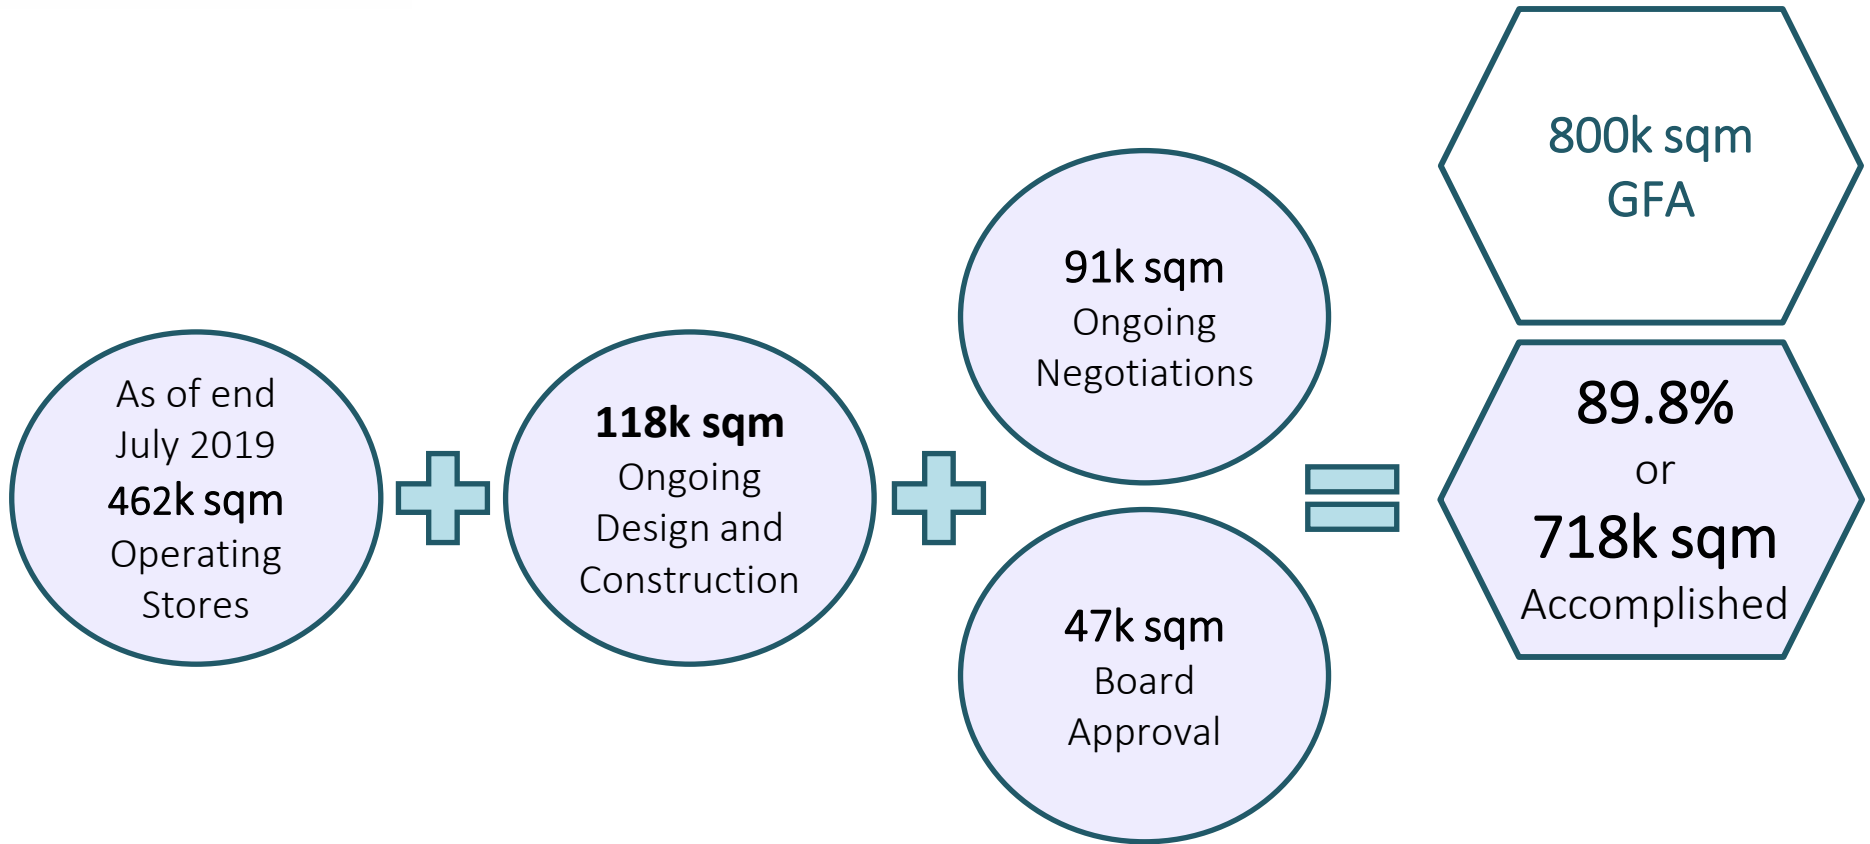 As of end
July 2019
462k sqm
Operating
Stores
118k sqm
Ongoing
Design and
Construction
91k sqm
Ongoing
Negotiations
47k sqm
Board
Approval
800k sqm
GFA
89.8%
or
718k sqm
Accomplished